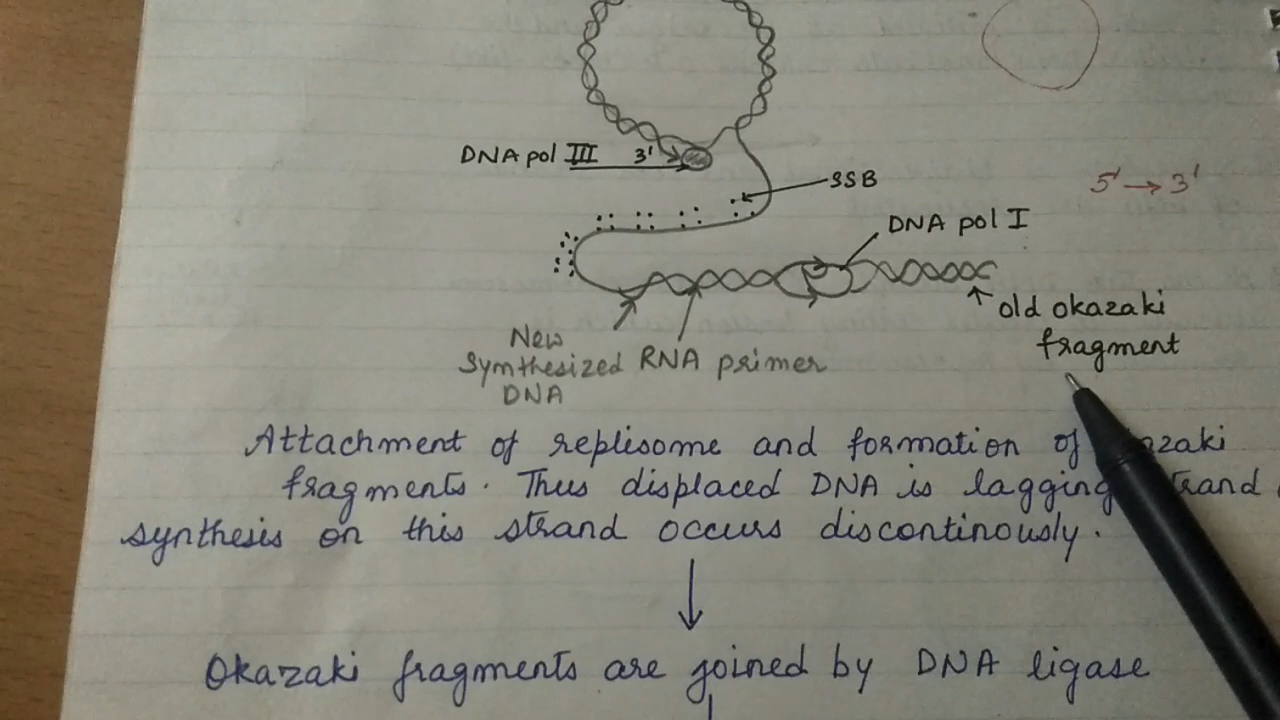 DNA pol III 3'
SSB
5' → 3'
DNA pol I
old okazaki
fragment
New
Synthesized
DNA
RNA primer
Attachment of replisome and formation of
fragments. Thus displaced DNA is lagging
synthesis on this strand occurs discontinously.
↓
Okazaki fragments are joined by DNA ligase